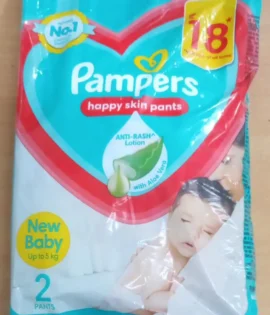 No.1
18*
Pampers
happy skin pants
ANTI-RASH*
Lotion
with Aloe Vera
New
Baby
Up to 5 kg
2
PANTS